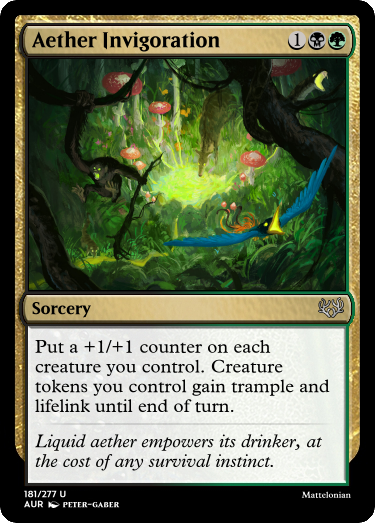 Aether Invigoration 1
Sorcery
Put a +1/+1 counter on each
creature you control. Creature
tokens you control gain trample and
lifelink until end of turn.
Liquid aether empowers its drinker, at
the cost of any survival instinct.
181/277 U
Mattelonian
AUR PETER-GABER